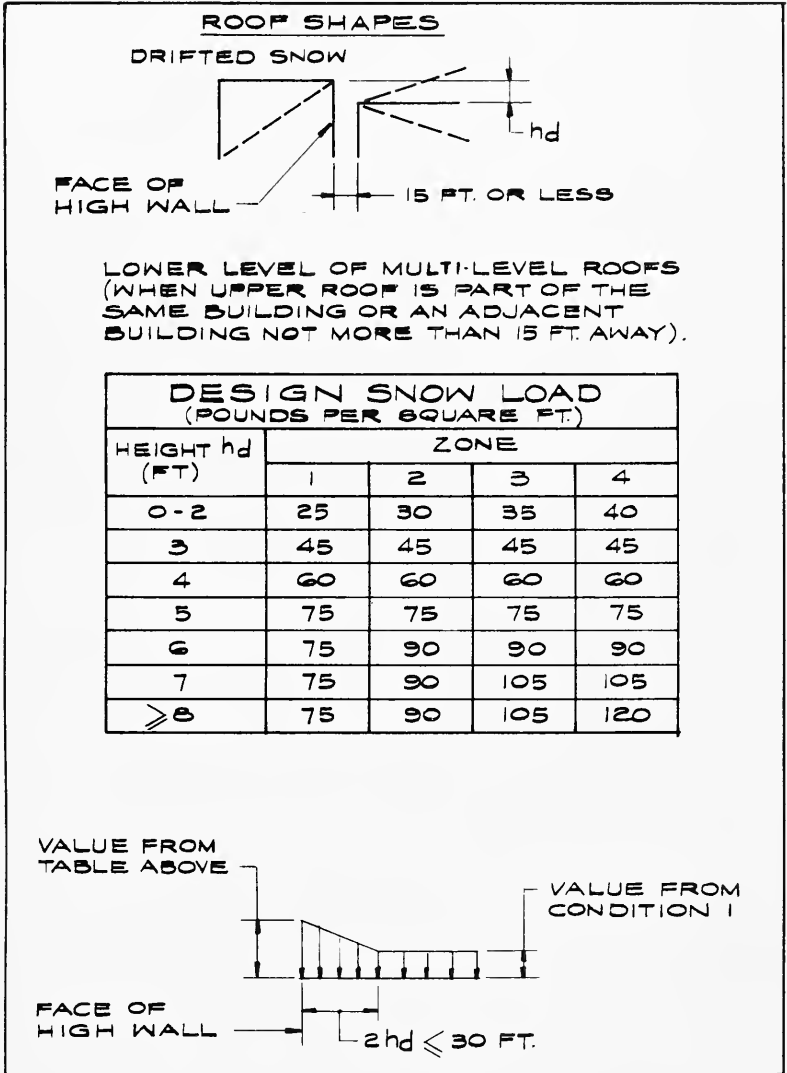 ROOF SHAPES
DRIFTED SNOW
hd
FACE OF
HIGH WALL
15 FT. OR LESS
LOWER LEVEL OF MULTI-LEVEL ROOFS
(WHEN UPPER ROOF IS PART OF THE
SAME BUILDING OR AN ADJACENT
BUILDING NOT MORE THAN 15 FT. AWAY).
DESIGN SNOW LOAD
(POUNDS PER SQUARE FT.)
HEIGHT hd
(FT)
ZONE
1 2 3 4
0-2 25 30 35 40
3 45 45 45 45
4 60 60 60 60
5 75 75 75 75
6 75 90 90 90
7 75 90 105 105
⩾8 75 90 105 120
VALUE FROM
TABLE ABOVE
VALUE FROM
CONDITION 1
FACE OF
HIGH WALL
2hd ⩽ 30 FT.